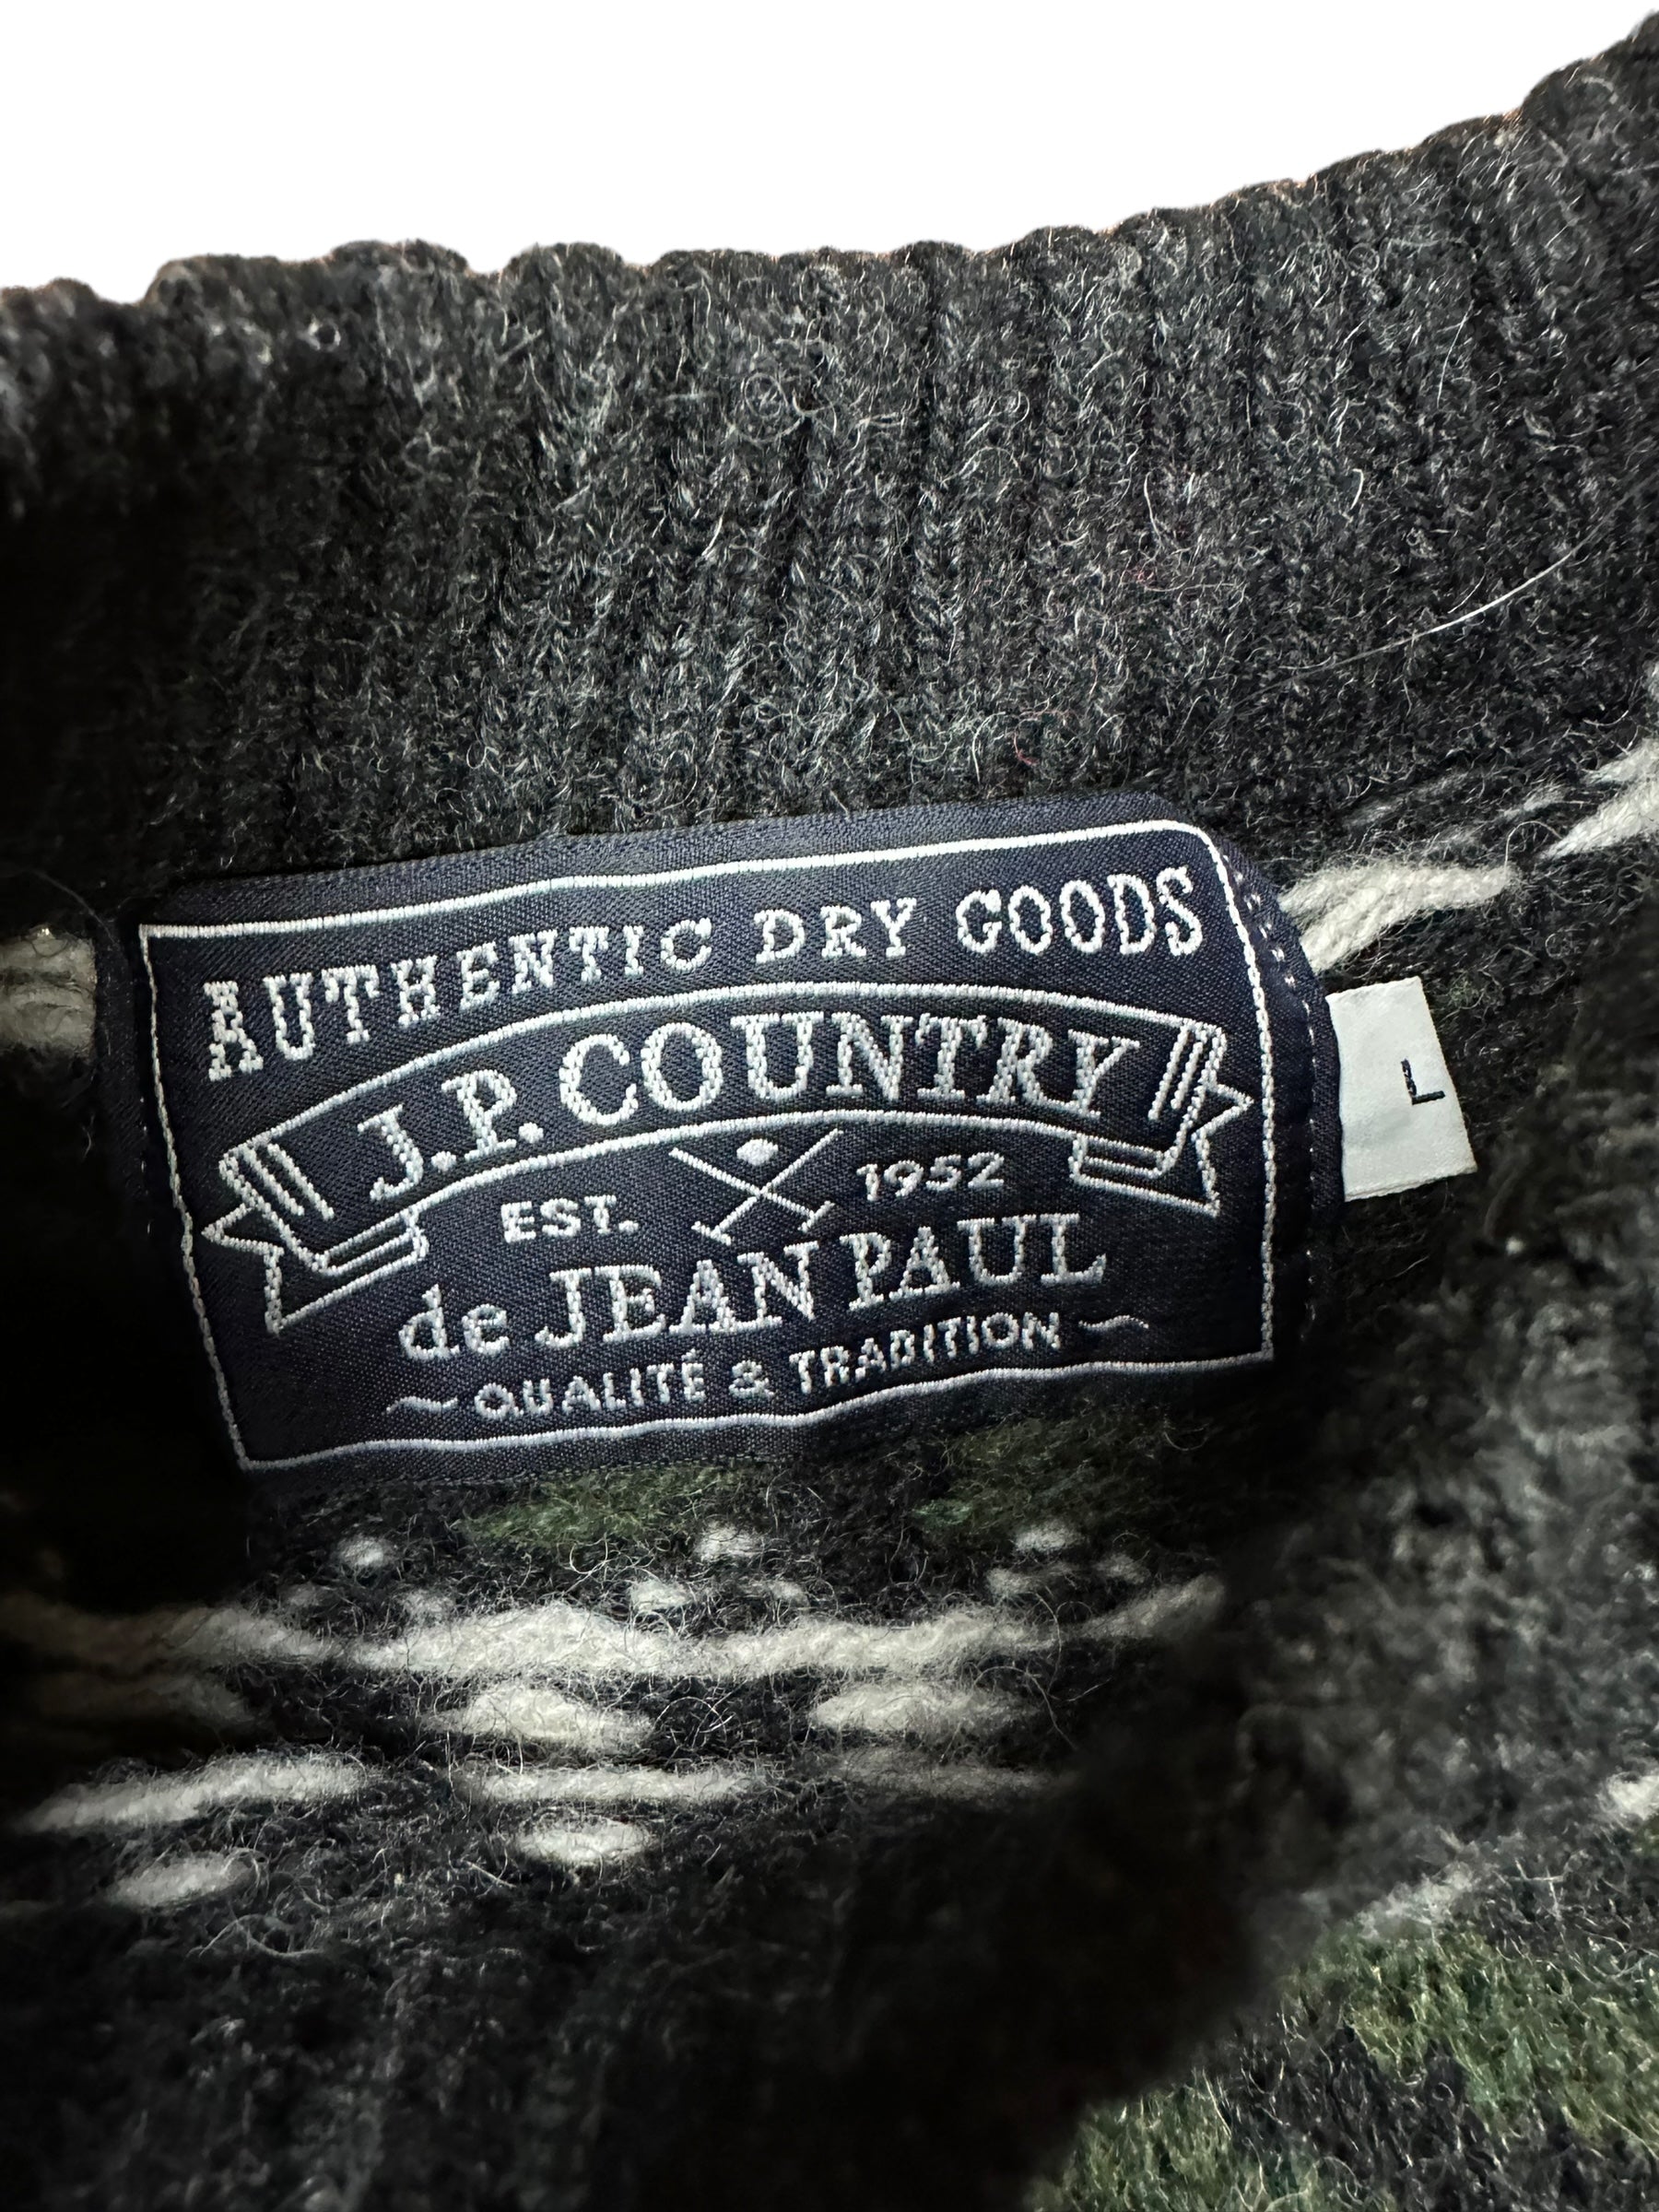 AUTHENTIC DRY GOODS
J.P. COUNTRY
EST. 1952
de JEAN PAUL
~ QUALITÉ & TRADITION ~
L